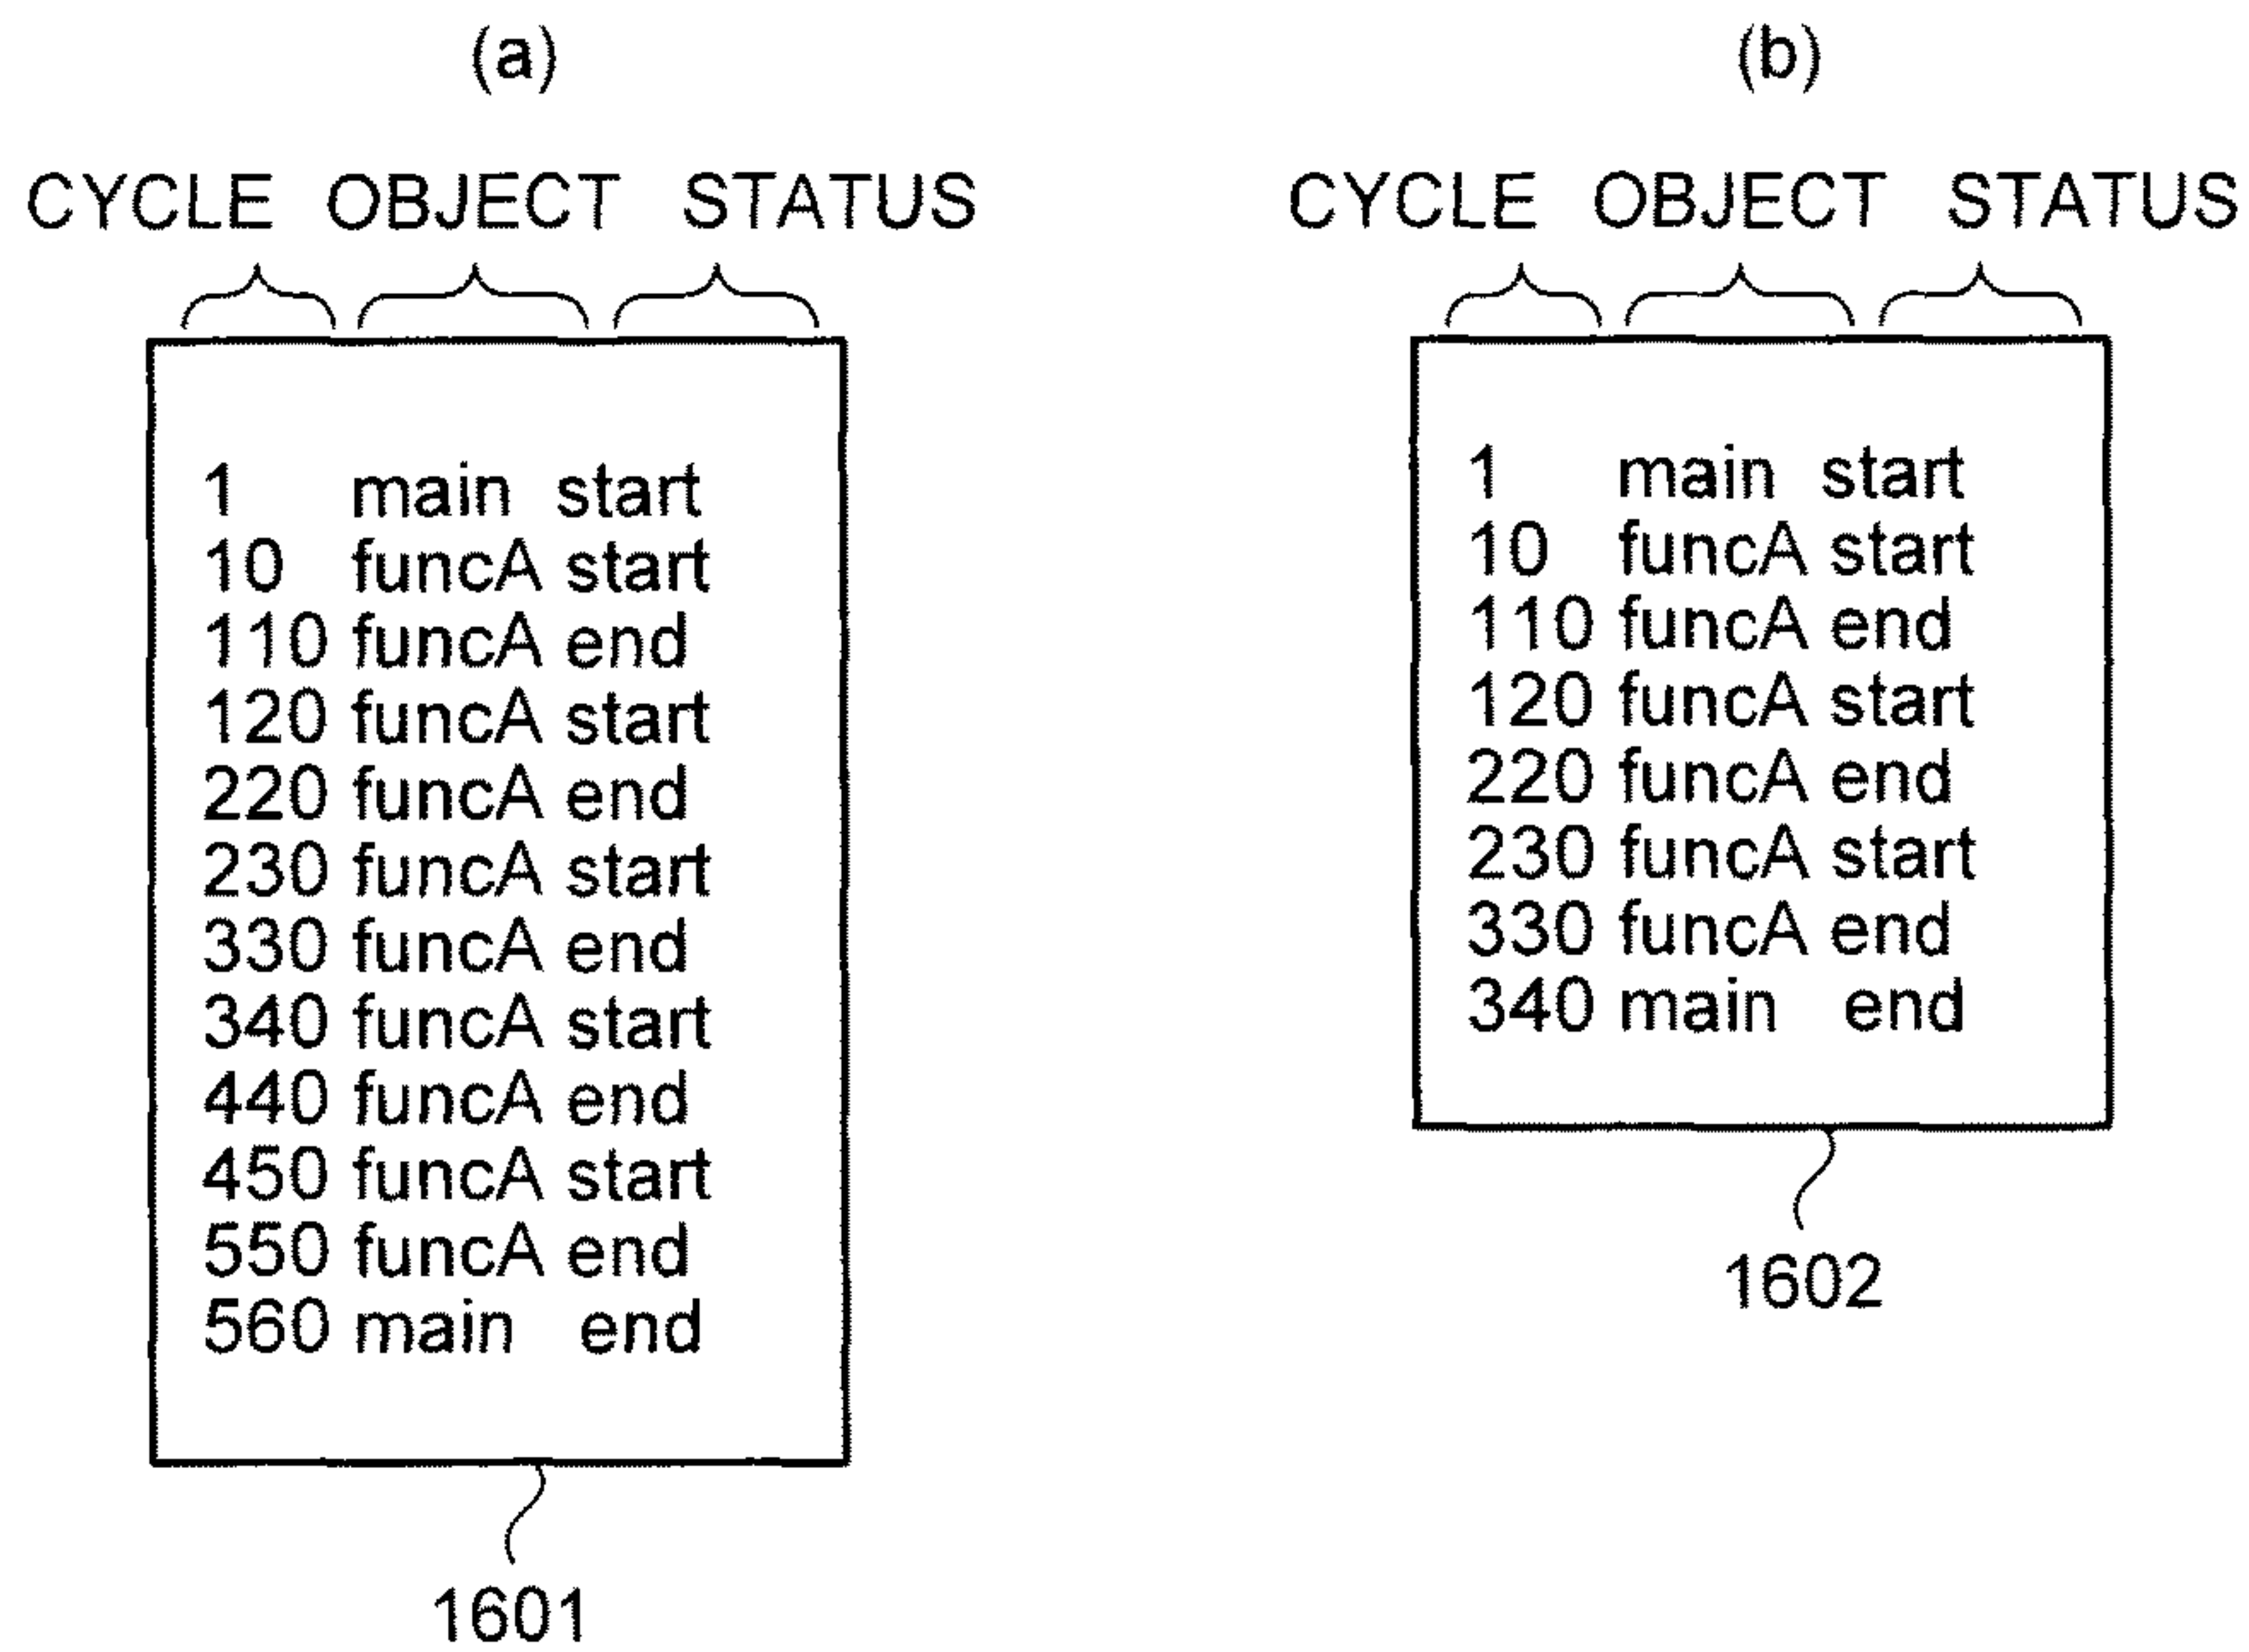 (a)
CYCLE OBJECT STATUS
1 main start
10 funcA start
110 funcA end
120 funcA start
220 funcA end
230 funcA start
330 funcA end
340 funcA start
440 funcA end
450 funcA start
550 funcA end
560 main end
1601
(b)
CYCLE OBJECT STATUS
1 main start
10 funcA start
110 funcA end
120 funcA start
220 funcA end
230 funcA start
330 funcA end
340 main end
1602